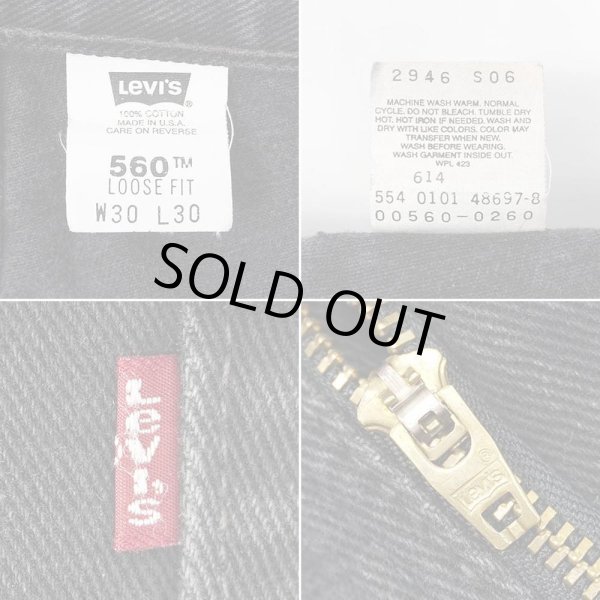 LEVI'S ®
100% COTTON
MADE IN U.S.A.
CARE ON REVERSE
560™
LOOSE FIT
W30 L30
2946 S06
MACHINE WASH WARM. NORMAL
CYCLE. DO NOT BLEACH. TUMBLE DRY
HOT. HOT IRON IF NEEDED. WASH AND
DRY WITH LIKE COLORS. COLOR MAY
TRANSFER WHEN NEW.
WASH BEFORE WEARING.
WASH GARMENT INSIDE OUT.
WPL 423
614
554 0101 48697-8
00560-0260
SOLD OUT
LEVI'S
© LEVI'S